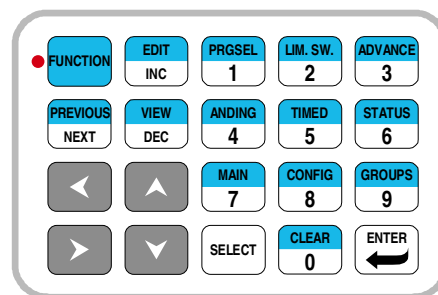 FUNCTION
EDIT
INC
PRGSEL
1
LIM. SW.
2
ADVANCE
3
PREVIOUS
NEXT
VIEW
DEC
ANDING
4
TIMED
5
STATUS
6
MAIN
7
CONFIG
8
GROUPS
9
SELECT
CLEAR
0
ENTER